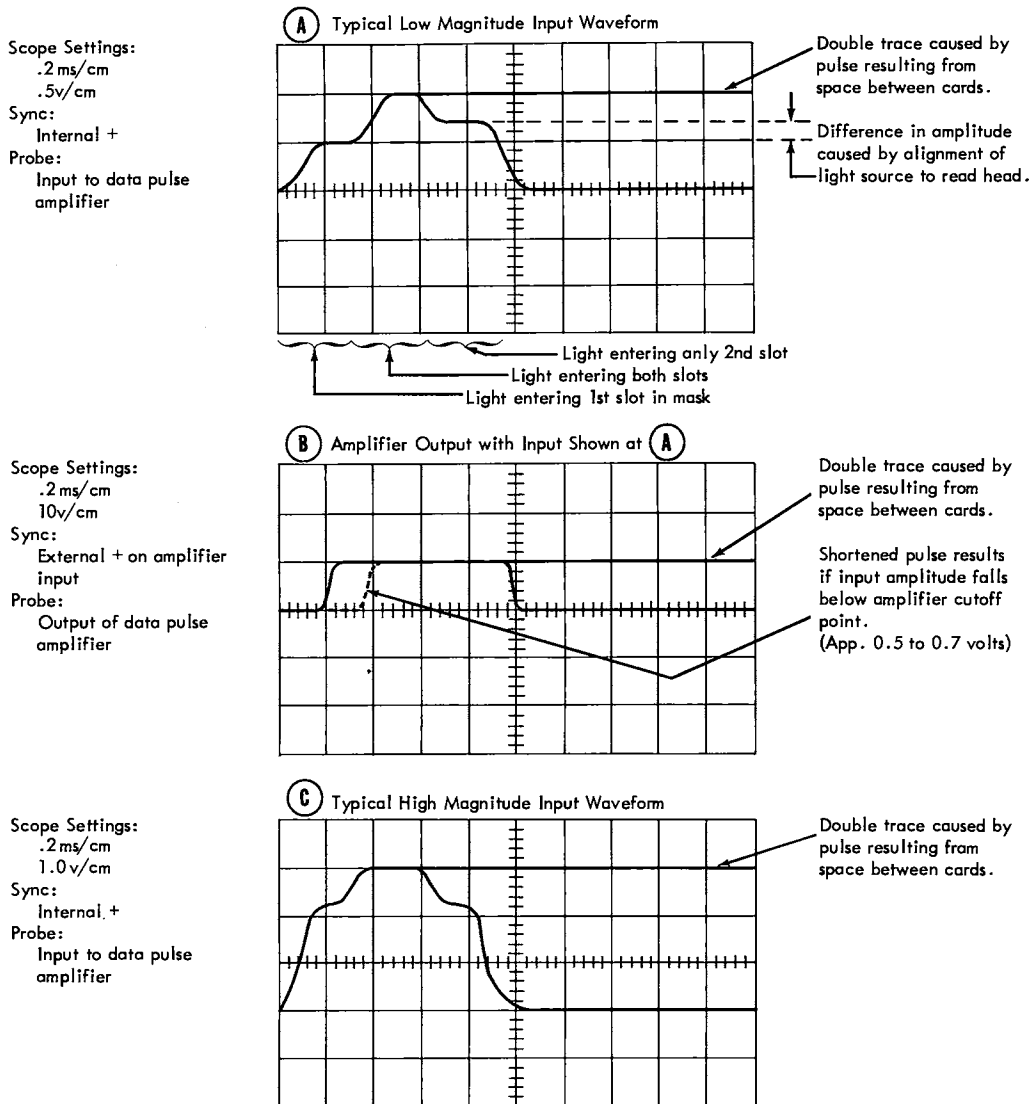 A Typical Low Magnitude Input Waveform
Scope Settings:
.2 ms/cm
.5v/cm
Sync:
Internal +
Probe:
Input to data pulse
amplifier
Double trace caused by
pulse resulting from
space between cards.
Difference in amplitude
caused by alignment of
light source to read head.
Light entering anly 2nd slot
Light entering both slots
Light entering 1st slot in mask
B Amplifier Output with Input Shown at A
Scope Settings:
.2 ms/cm
10v/cm
Sync:
External + on amplifier
input
Probe:
Output of data pulse
amplifier
Double trace caused by
pulse resulting from
space between cards.
Shortened pulse results
if input amplitude falls
below amplifier cutoff
point.
(App. 0.5 to 0.7 volts)
C Typical High Magnitude Input Waveform
Scope Settings:
.2 ms/cm
1.0 v/cm
Sync:
Internal +
Probe:
Input to data pulse
amplifier
Double trace caused by
pulse resulting fram
space between cards.